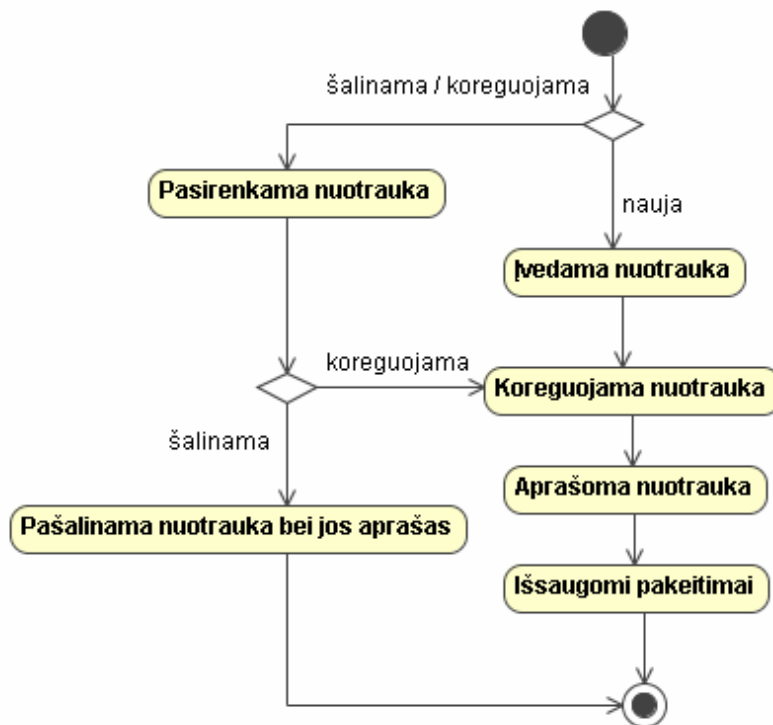 šalinama / koreguojama
Pasirenkama nuotrauka
nauja
Įvedama nuotrauka
koreguojama
Koreguojama nuotrauka
šalinama
Aprašoma nuotrauka
Pašalinama nuotrauka bei jos aprašas
Išsaugomi pakeitimai